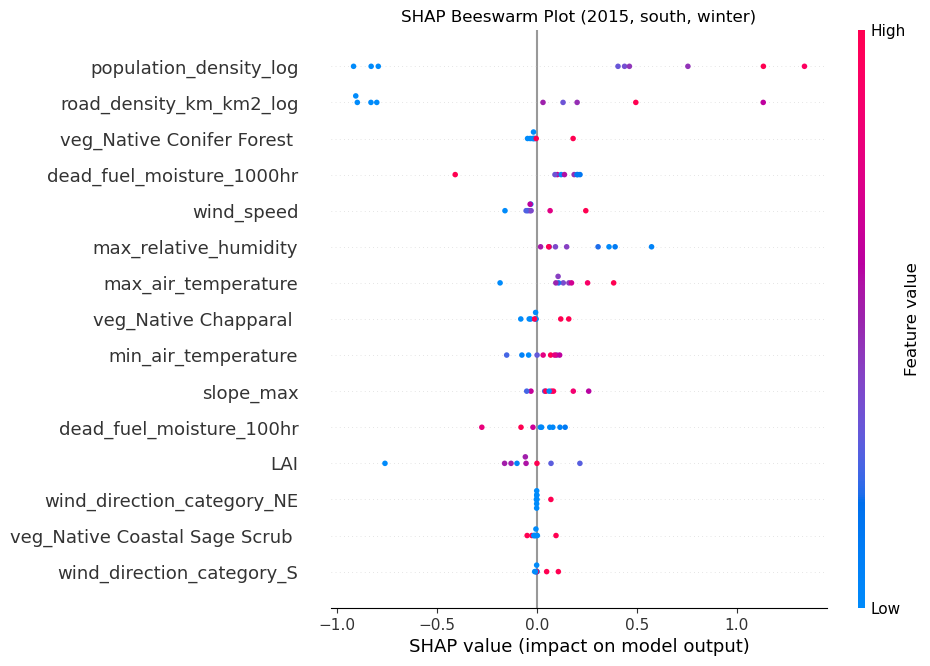 SHAP Beeswarm Plot (2015, south, winter)
High
population_density_log
road_density_km_km2_log
veg_Native Conifer Forest
dead_fuel_moisture_1000hr
wind_speed
max_relative_humidity
max_air_temperature
veg_Native Chapparal
min_air_temperature
slope_max
dead_fuel_moisture_100hr
LAI
wind_direction_category_NE
veg_Native Coastal Sage Scrub
wind_direction_category_S
Feature value
Low
−1.0 −0.5 0.0 0.5 1.0
SHAP value (impact on model output)